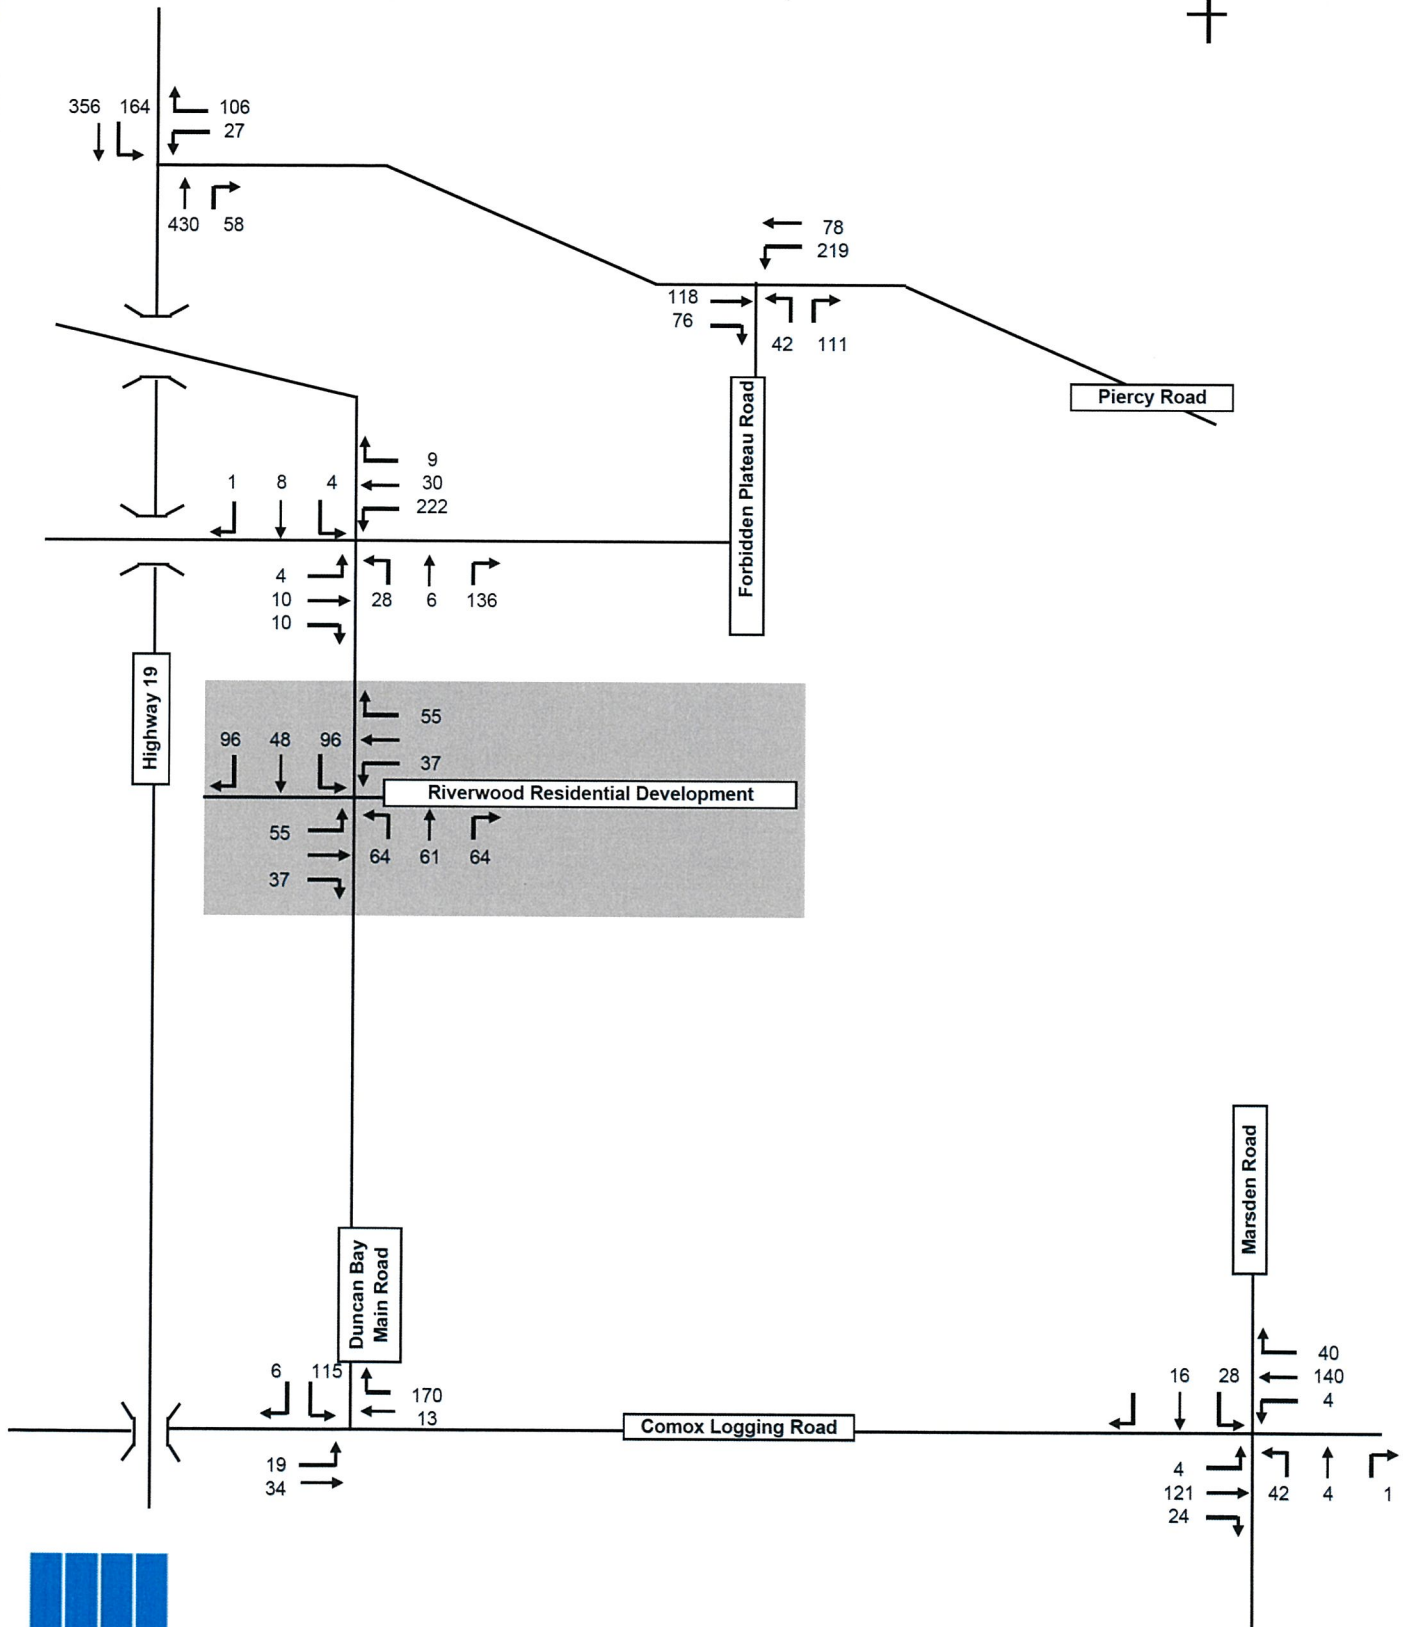 356 164 106
27
430 58
78
219
118
76
42 111
Piercy Road
Forbidden Plateau Road
9
1 8 4 30
222
4
10 28 6 136
10
Highway 19
55
96 48 96
37
Riverwood Residential Development
55
64 61 64
37
Marsden Road
Duncan Bay
Main Road
40
6 115 16 28 140
170 4
13
Comox Logging Road
19 4
34 121 42 4 1
24